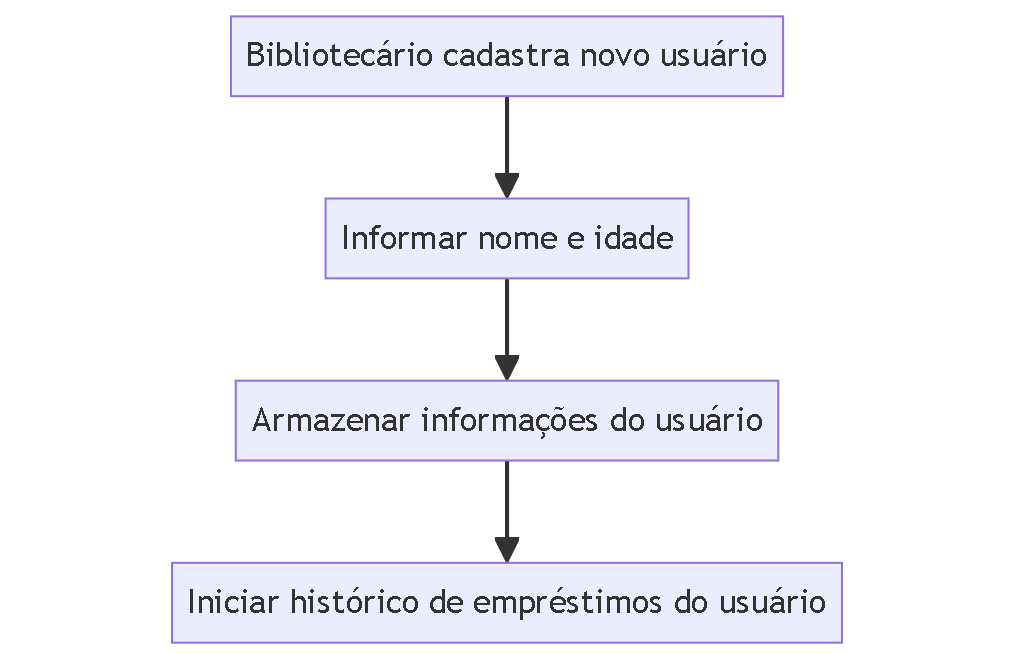 Bibliotecário cadastra novo usuário
Informar nome e idade
Armazenar informações do usuário
Iniciar histórico de empréstimos do usuário